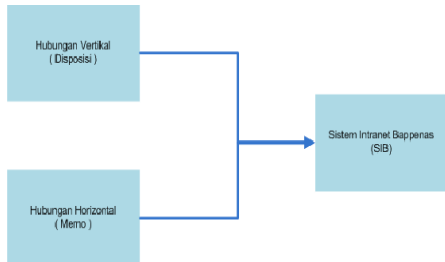 Hubungan Vertikal
( Disposisi )
Sistem Intranet Bappenas
(SIB)
Hubungan Horizontal
( Memo )